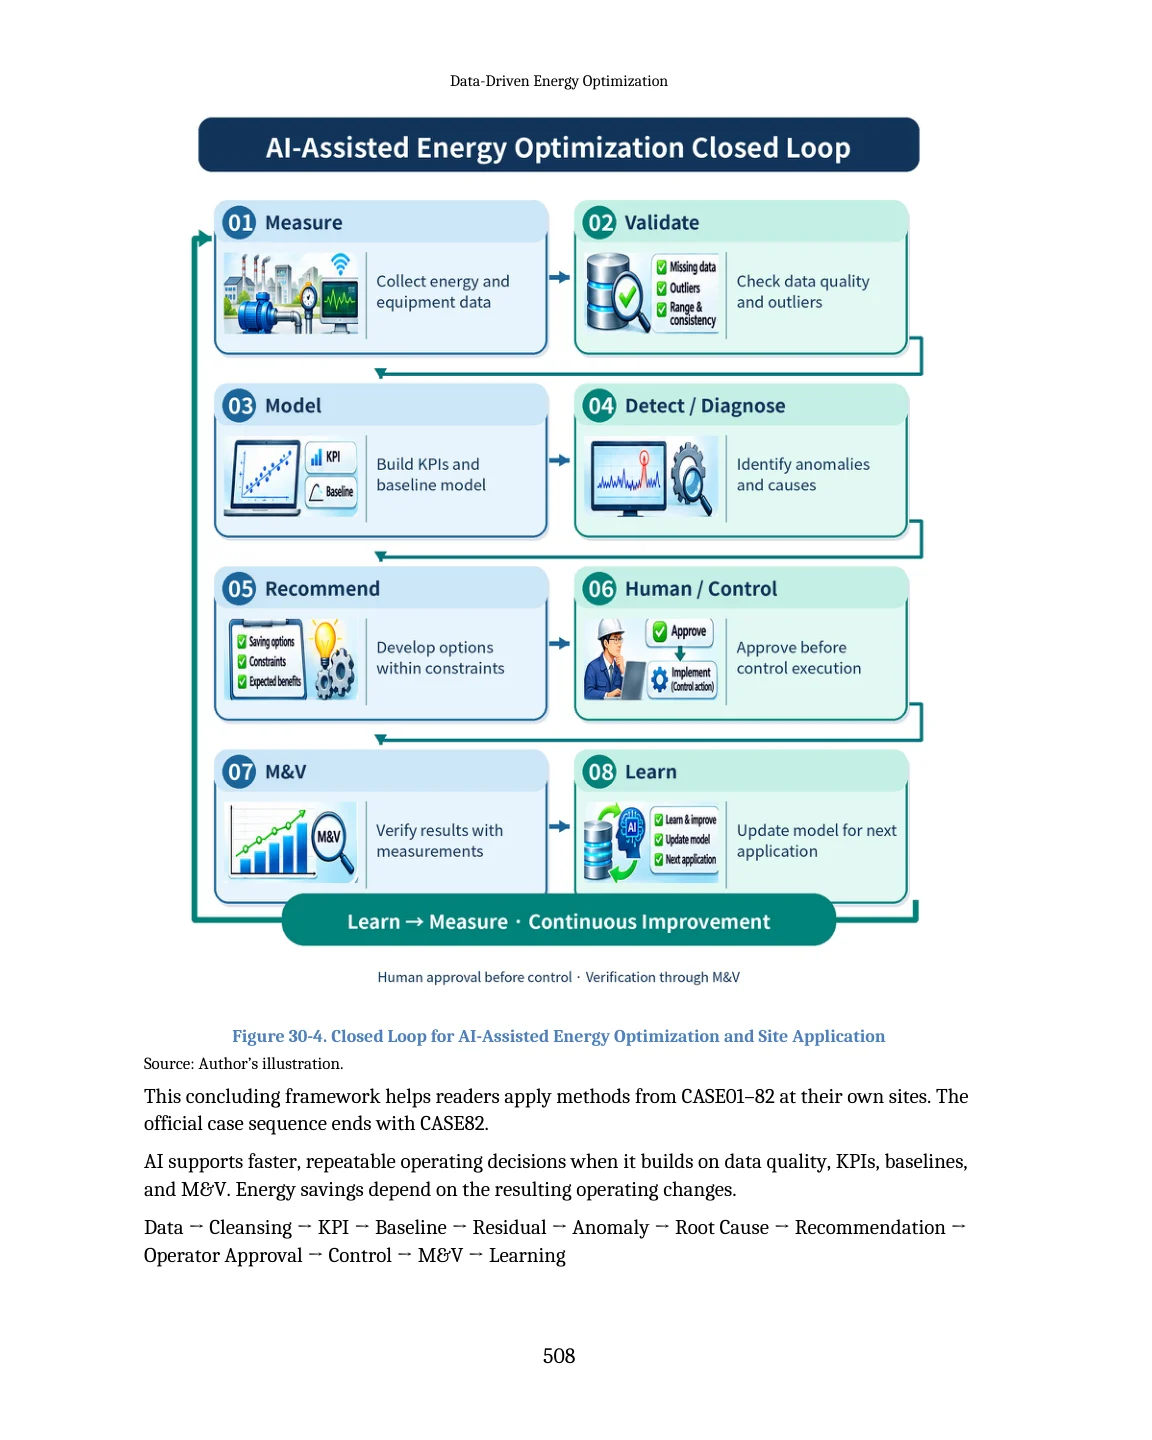 Data-Driven Energy Optimization
AI-Assisted Energy Optimization Closed Loop
01 Measure
Collect energy and
equipment data
02 Validate
Missing data
Outliers
Range &
consistency
Check data quality
and outliers
03 Model
KPI
Baseline
Build KPIs and
baseline model
04 Detect / Diagnose
Identify anomalies
and causes
05 Recommend
Saving options
Constraints
Expected benefits
Develop options
within constraints
06 Human / Control
Approve
Implement
(Control action)
Approve before
control execution
07 M&V
M&V
Verify results with
measurements
08 Learn
AI
Learn & improve
Update model
Next application
Update model for next
application
Learn → Measure · Continuous Improvement
Human approval before control · Verification through M&V
Figure 30-4. Closed Loop for AI-Assisted Energy Optimization and Site Application
Source: Author’s illustration.
This concluding framework helps readers apply methods from CASE01–82 at their own sites. The
official case sequence ends with CASE82.
AI supports faster, repeatable operating decisions when it builds on data quality, KPIs, baselines,
and M&V. Energy savings depend on the resulting operating changes.
Data → Cleansing → KPI → Baseline → Residual → Anomaly → Root Cause → Recommendation →
Operator Approval → Control → M&V → Learning
508